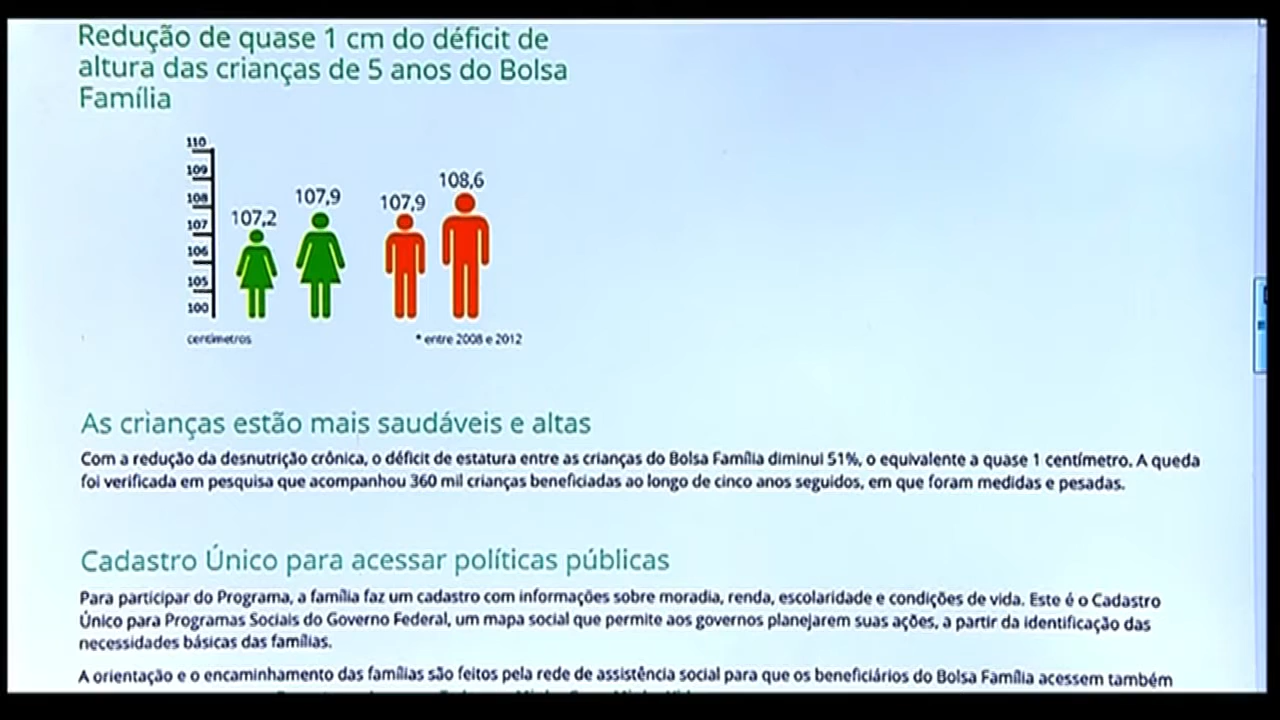 Redução de quase 1 cm do déficit de
altura das crianças de 5 anos do Bolsa
Família
110
109
108
107
106
105
100
107,2
107,9
107,9
108,6
centímetros
* entre 2008 e 2012
As crianças estão mais saudáveis e altas
Com a redução da desnutrição crônica, o déficit de estatura entre as crianças do Bolsa Família diminui 51%, o equivalente a quase 1 centímetro. A queda
foi verificada em pesquisa que acompanhou 360 mil crianças beneficiadas ao longo de cinco anos seguidos, em que foram medidas e pesadas.
Cadastro Único para acessar políticas públicas
Para participar do Programa, a família faz um cadastro com informações sobre moradia, renda, escolaridade e condições de vida. Este é o Cadastro
Único para Programas Sociais do Governo Federal, um mapa social que permite aos governos planejarem suas ações, a partir da identificação das
necessidades básicas das famílias.
A orientação e o encaminhamento das famílias são feitos pela rede de assistência social para que os beneficiários do Bolsa Família acessem também